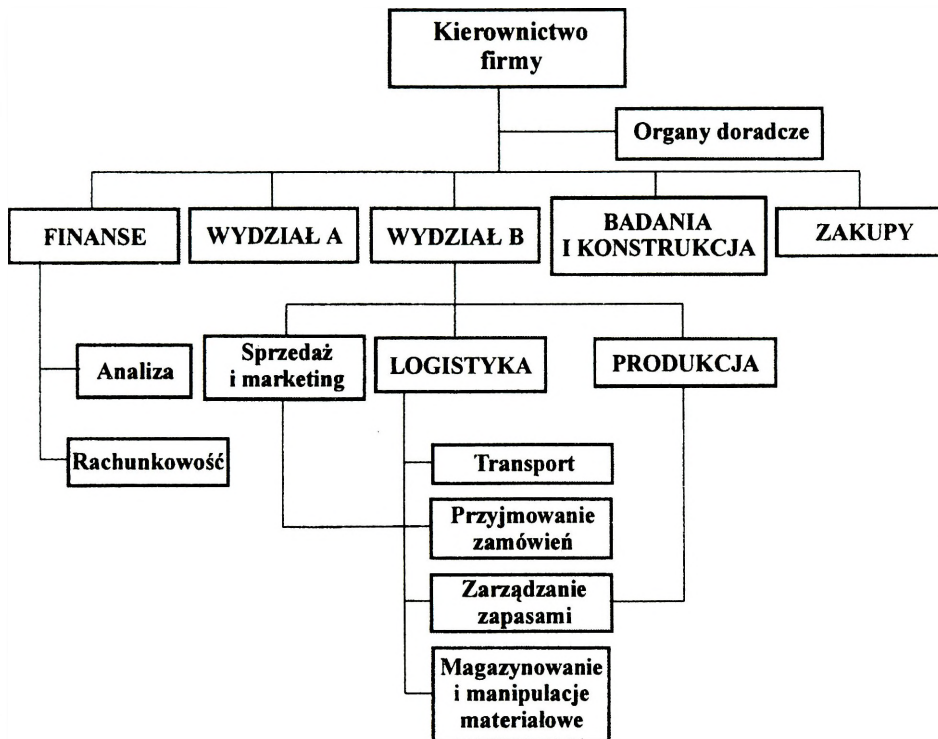 Kierownictwo
firmy
Organy doradcze
FINANSE
WYDZIAŁ A
WYDZIAŁ B
BADANIA
I KONSTRUKCJA
ZAKUPY
Analiza
Rachunkowość
Sprzedaż
i marketing
LOGISTYKA
PRODUKCJA
Transport
Przyjmowanie
zamówień
Zarządzanie
zapasami
Magazynowanie
i manipulacje
materiałowe